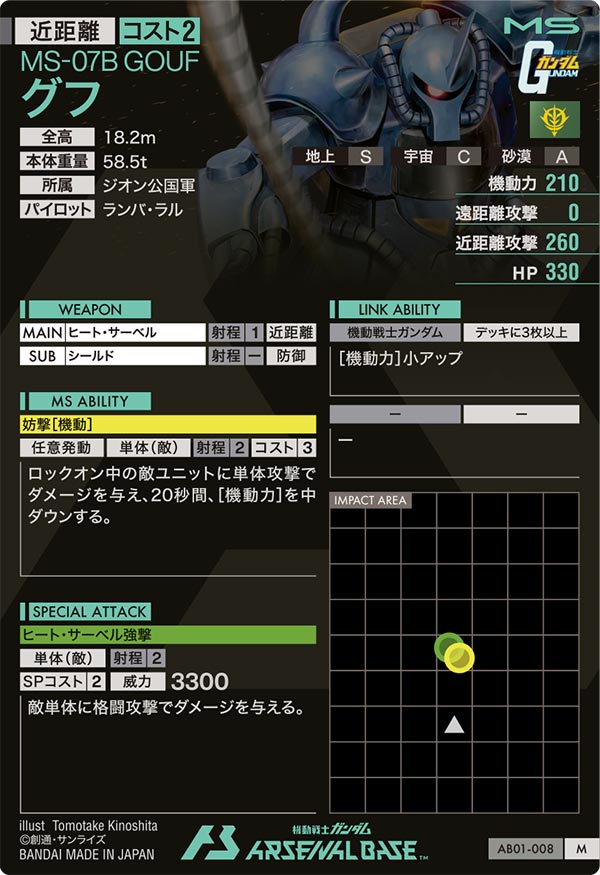 近距離 コスト2
MS
MS-07B GOUF
グフ
機動戦士
ガンダム
GUNDAM
全高 18.2m
本体重量 58.5t
所属 ジオン公国軍
パイロット ランバ・ラル
地上 S 宇宙 C 砂漠 A
機動力 210
遠距離攻撃 0
近距離攻撃 260
HP 330
WEAPON
MAIN ヒート・サーベル 射程 1 近距離
SUB シールド 射程 ー 防御
MS ABILITY
妨撃[機動]
任意発動 単体(敵) 射程 2 コスト 3
ロックオン中の敵ユニットに単体攻撃で
ダメージを与え、20秒間、[機動力]を中
ダウンする。
SPECIAL ATTACK
ヒート・サーベル強撃
単体(敵) 射程 2
SPコスト 2 威力 3300
敵単体に格闘攻撃でダメージを与える。
LINK ABILITY
機動戦士ガンダム デッキに3枚以上
[機動力]小アップ
ー ー
ー
IMPACT AREA
illust Tomotake Kinoshita
©創通・サンライズ
BANDAI MADE IN JAPAN
機動戦士ガンダム
ARSENAL BASE™
AB01-008 M